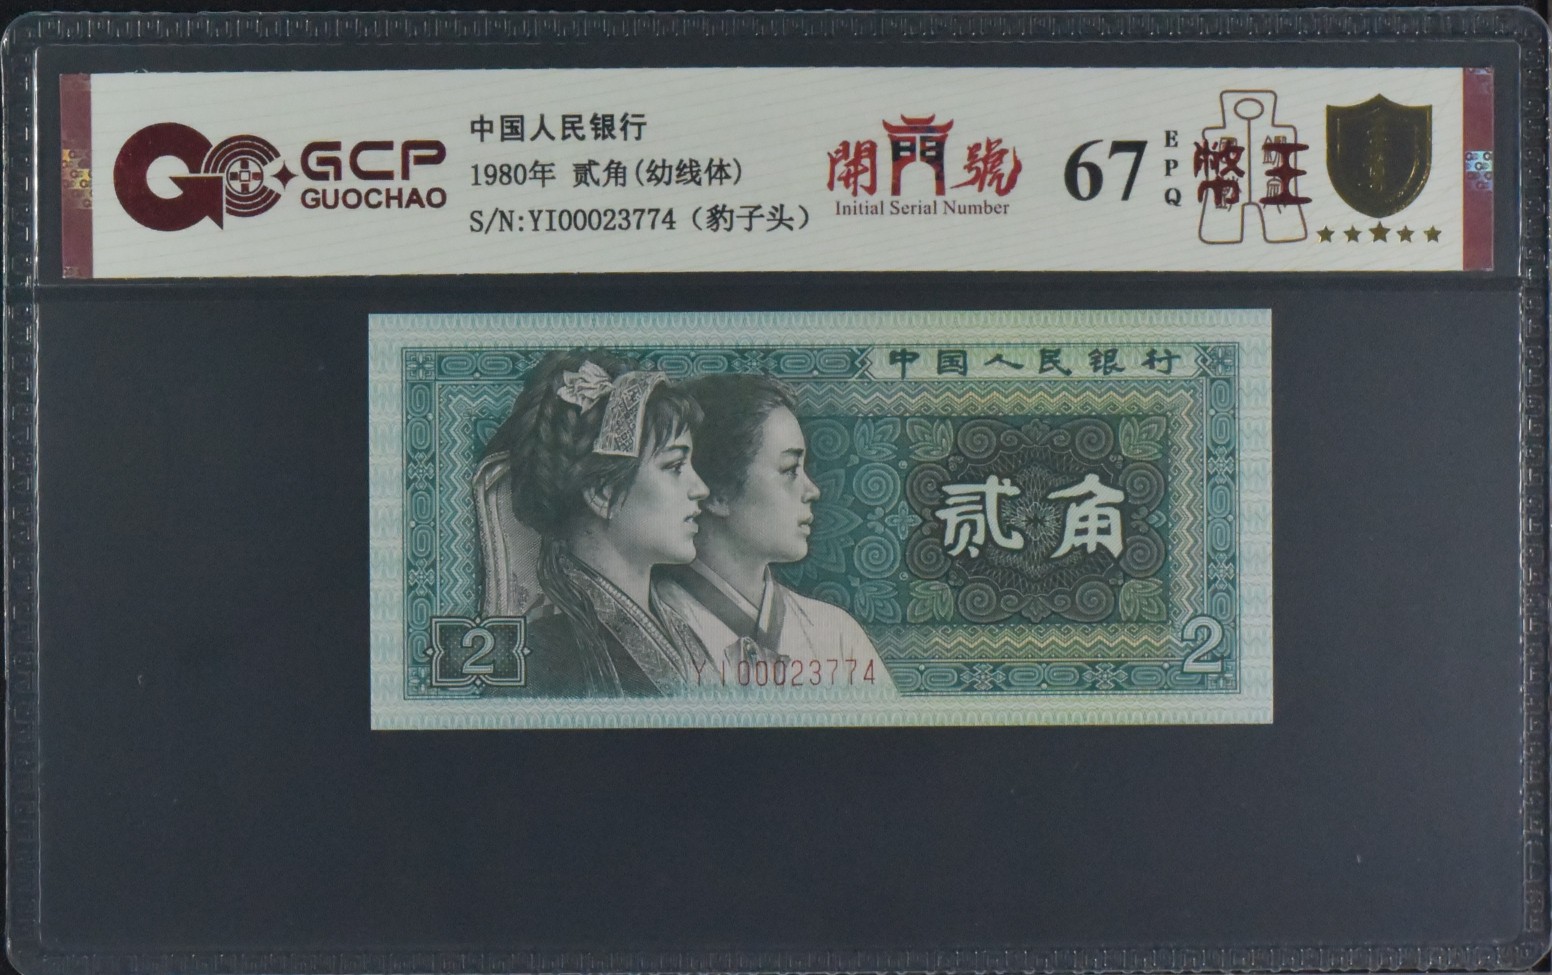 GCP
GUOCHAO
中国人民银行
1980年 贰角(幼线体)
S/N:YI00023774（豹子头）
開門號
Initial Serial Number
67
EPQ
幣王
中国人民银行
贰角
2
2
YI00023774